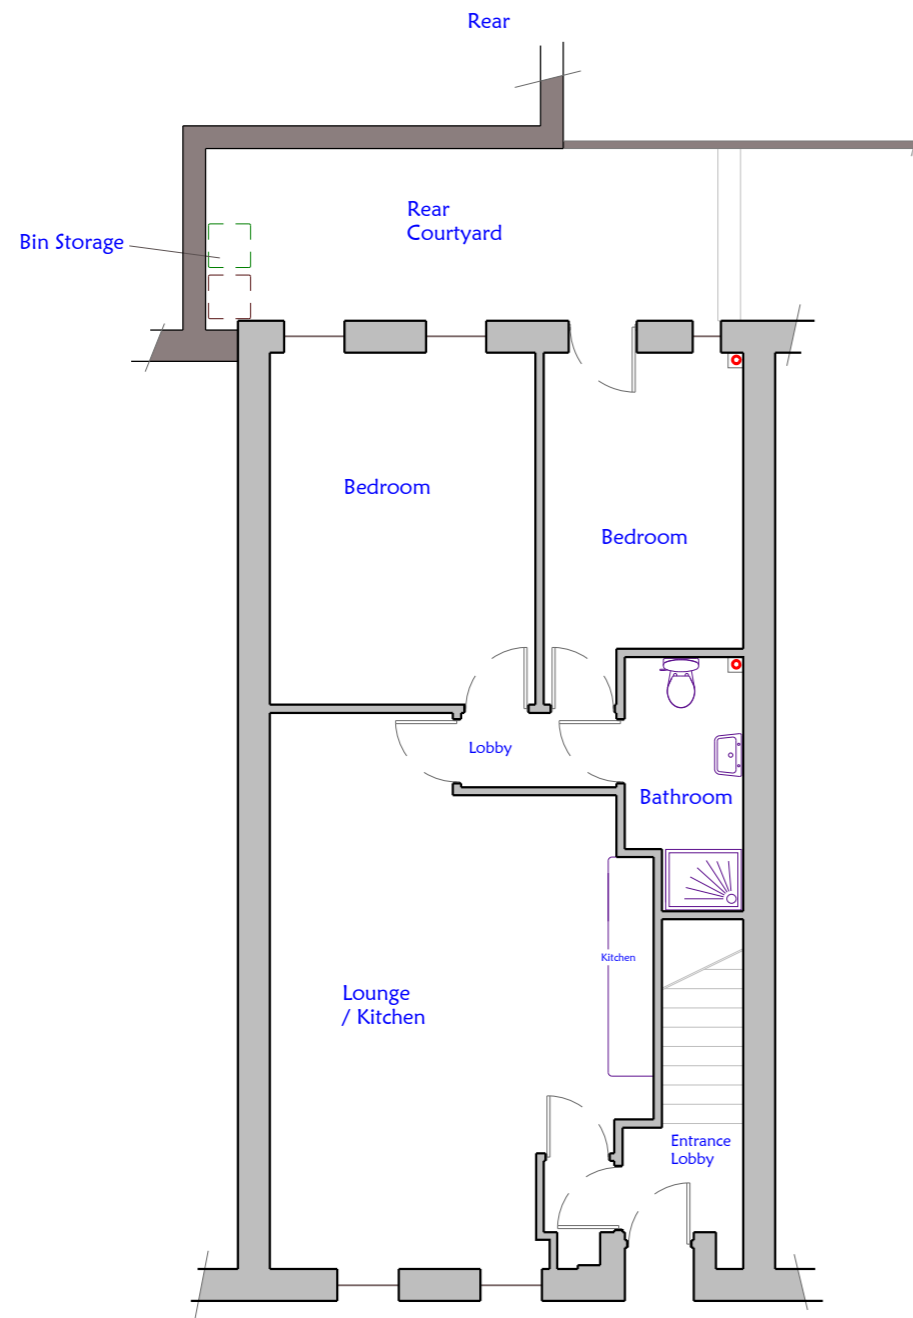 Rear
Rear
Courtyard
Bin Storage
Bedroom
Bedroom
Lobby
Bathroom
Kitchen
Lounge
/ Kitchen
Entrance
Lobby